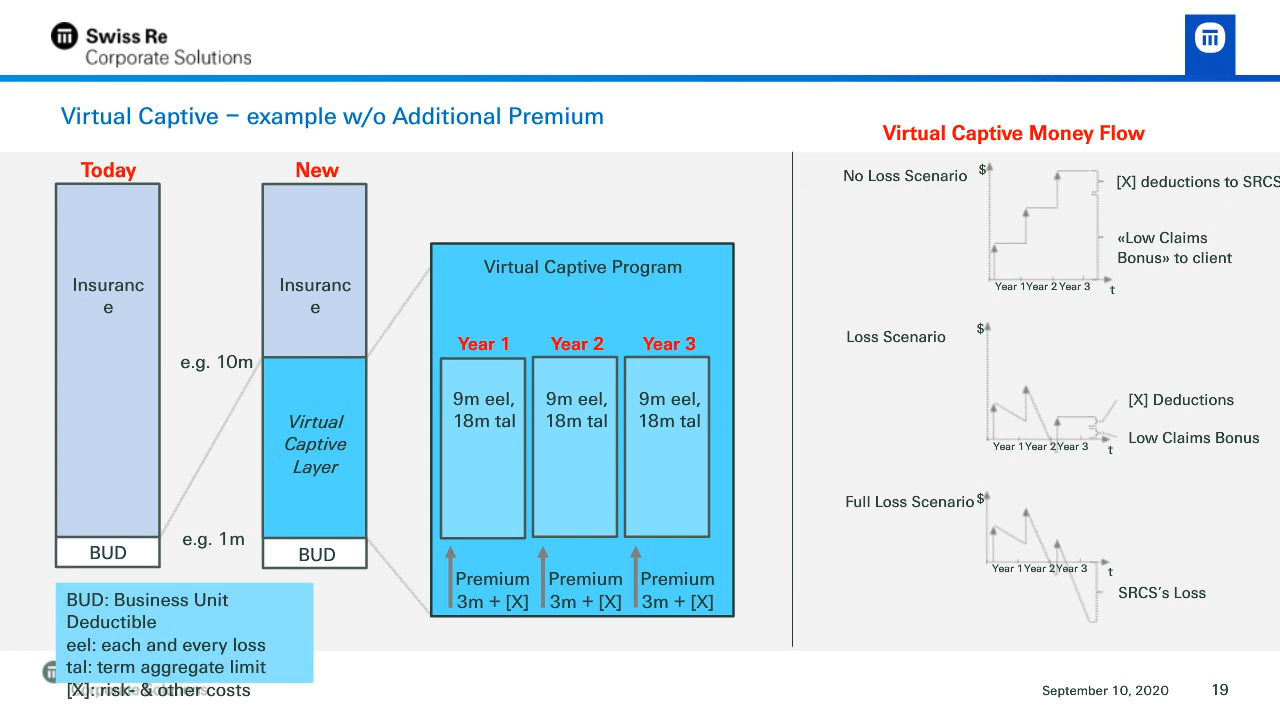 Swiss Re
Corporate Solutions
Virtual Captive – example w/o Additional Premium
Virtual Captive Money Flow
Today
New
Insuranc
e
Insuranc
e
e.g. 10m
Virtual
Captive
Layer
e.g. 1m
BUD
BUD
Virtual Captive Program
Year 1
Year 2
Year 3
9m eel,
18m tal
9m eel,
18m tal
9m eel,
18m tal
Premium
3m + [X]
Premium
3m + [X]
Premium
3m + [X]
BUD: Business Unit
Deductible
eel: each and every loss
tal: term aggregate limit
[X]: risk- & other costs
No Loss Scenario
$
[X] deductions to SRCS
«Low Claims
Bonus» to client
Year 1 Year 2 Year 3
t
Loss Scenario
$
[X] Deductions
Low Claims Bonus
Year 1 Year 2 Year 3
t
Full Loss Scenario
$
Year 1 Year 2 Year 3
t
SRCS's Loss
Corporate Solutions
September 10, 2020
19